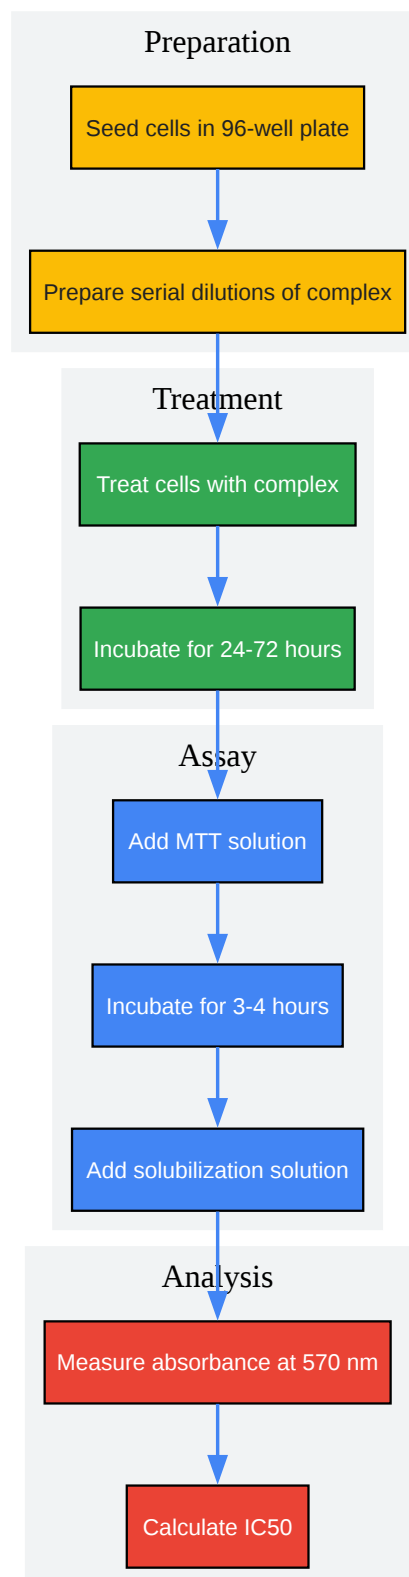 Preparation
Seed cells in 96-well plate
Prepare serial dilutions of complex
Treatment
Treat cells with complex
Incubate for 24-72 hours
Assay
Add MTT solution
Incubate for 3-4 hours
Add solubilization solution
Analysis
Measure absorbance at 570 nm
Calculate IC50